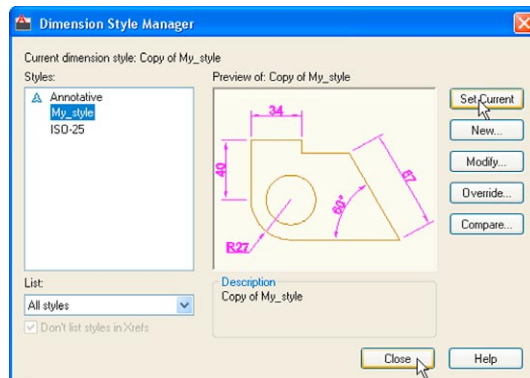 Dimension Style Manager
Current dimension style: Copy of My_style
Styles:
Annotative
My_style
ISO-25
Preview of: Copy of My_style
34
40
67
60°
R27
Set Current
New...
Modify...
Override...
Compare...
List:
All styles
Don't list styles in Xrefs
Description
Copy of My_style
Close
Help